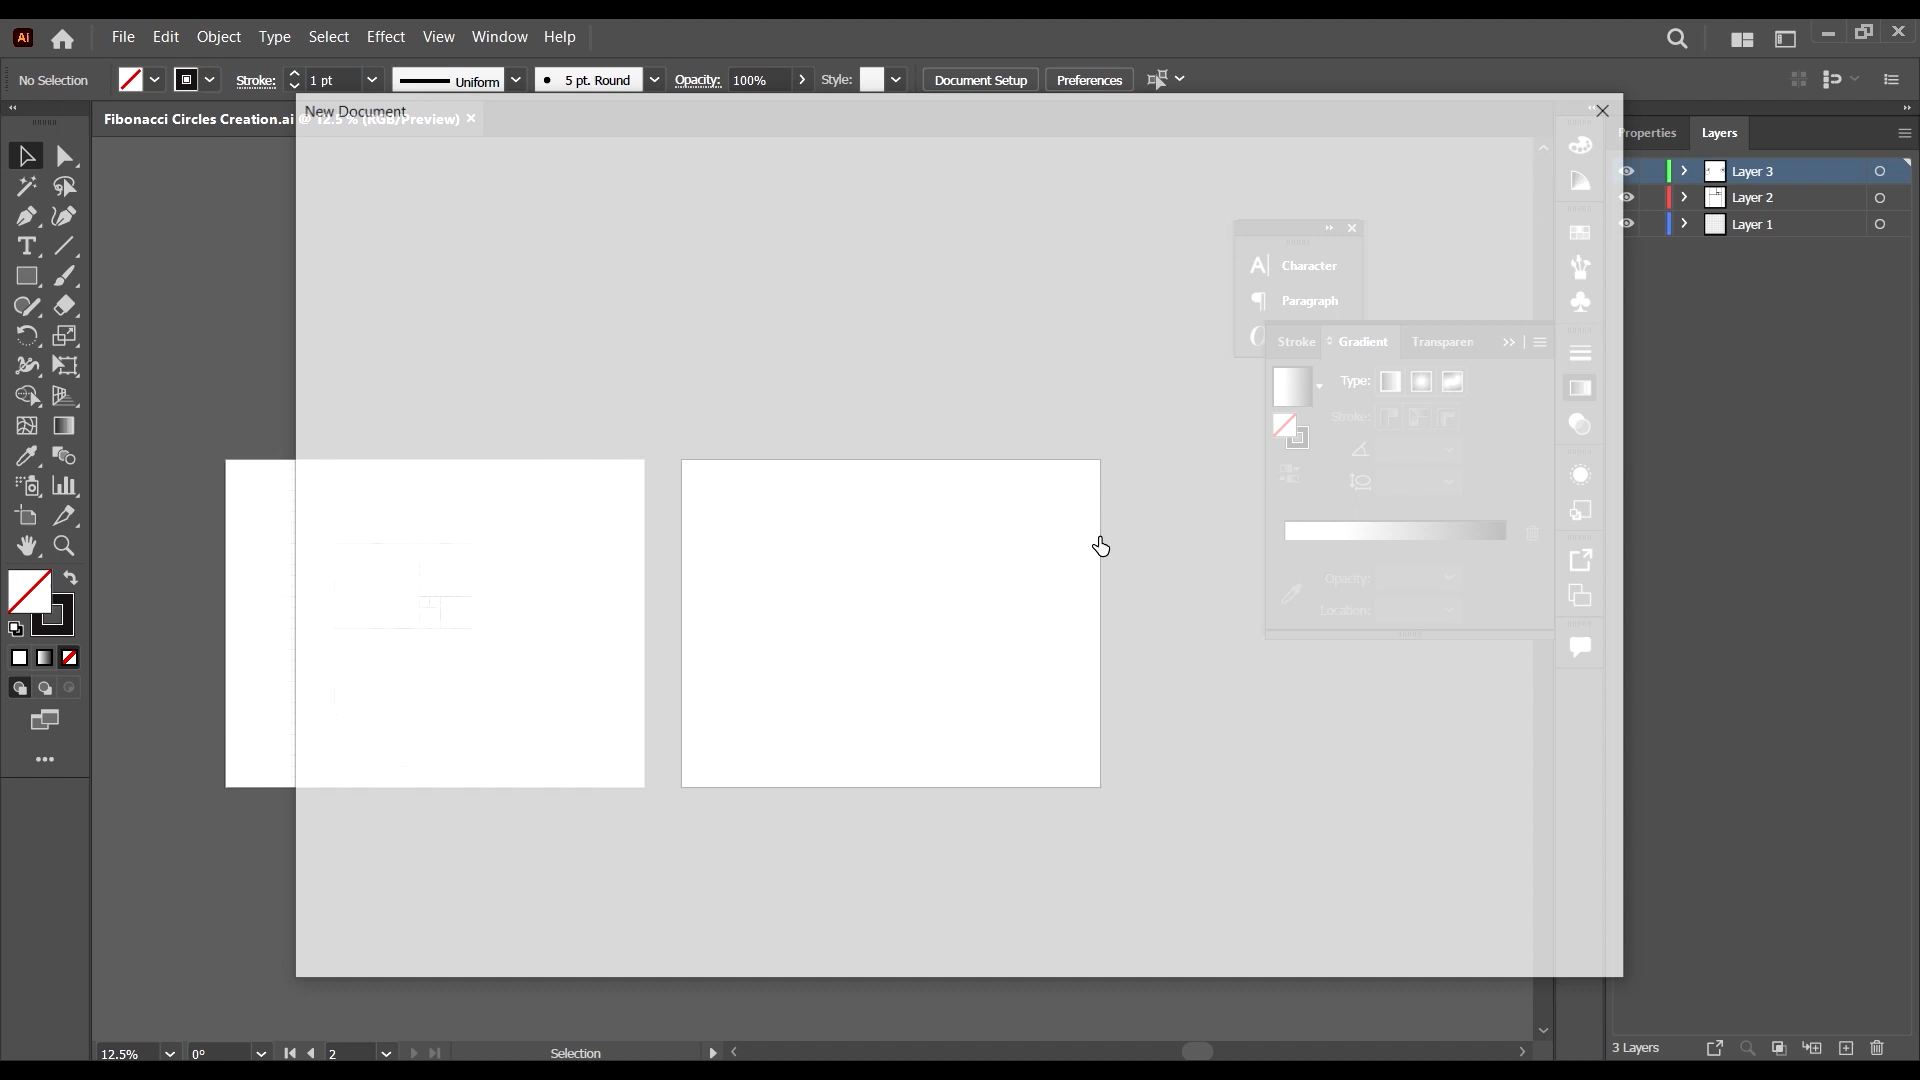 Ai File Edit Object Type Select Effect View Window Help
No Selection Stroke: 1 pt Uniform 5 pt. Round Opacity: 100% Style: Document Setup Preferences
New Document
Fibonacci Circles Creation.ai @ 12.5 % (RGB/Preview)
Properties Layers
Layer 3
Layer 2
Layer 1
Character
Paragraph
Stroke Gradient Transparen
Type:
Stroke:
Opacity:
Location:
12.5% 0° 2 Selection
3 Layers